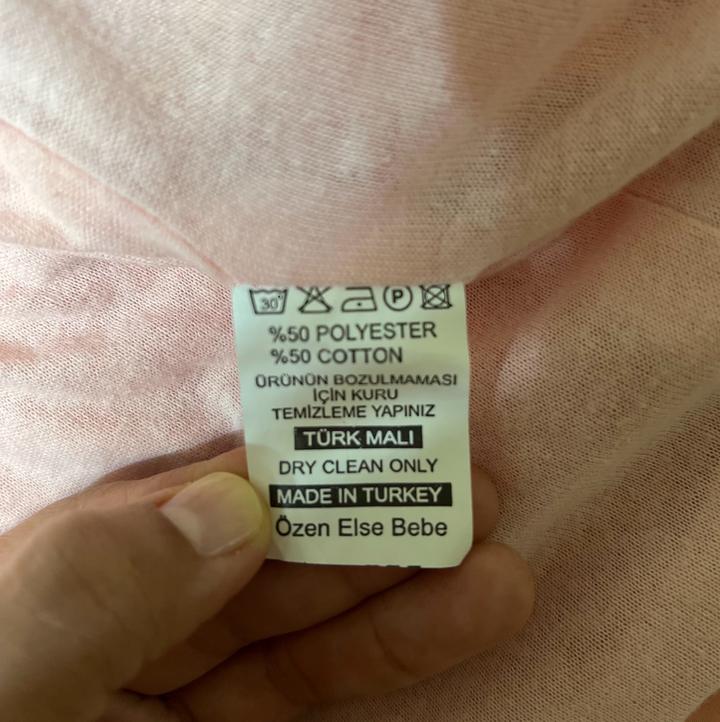 30°
P
%50 POLYESTER
%50 COTTON
ÜRÜNÜN BOZULMAMASI
İÇİN KURU
TEMİZLEME YAPINIZ
TÜRK MALI
DRY CLEAN ONLY
MADE IN TURKEY
Özen Else Bebe